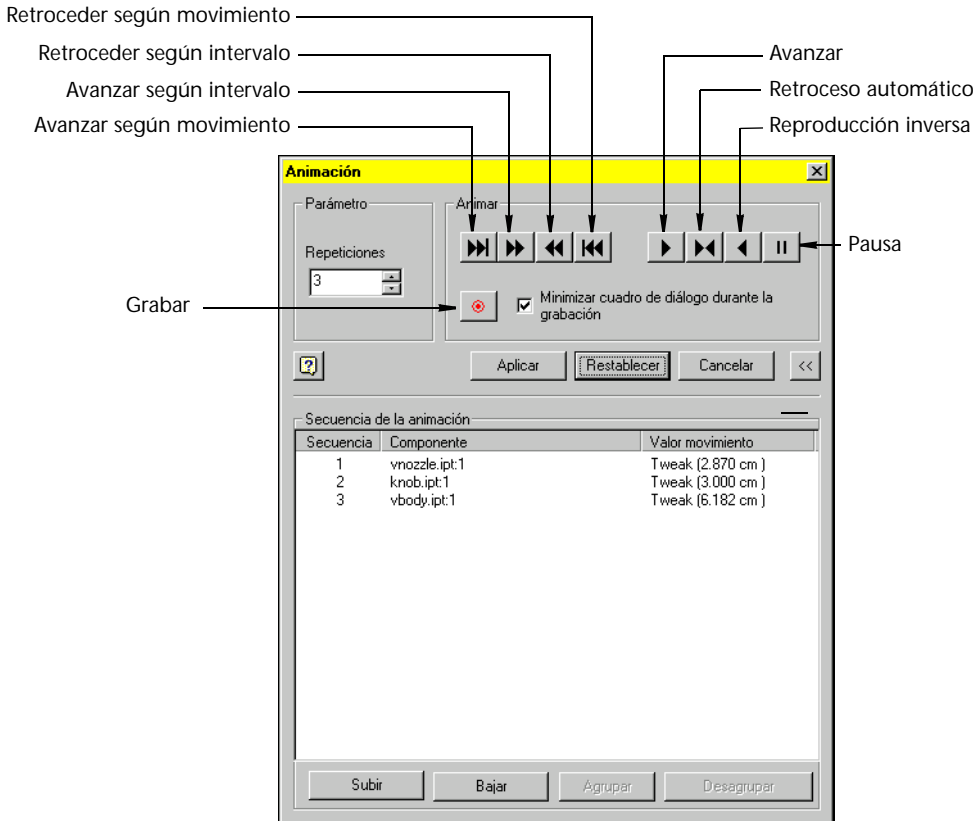 Retroceder según movimiento
Retroceder según intervalo
Avanzar según intervalo
Avanzar según movimiento
Avanzar
Retroceso automático
Reproducción inversa
Animación
Parámetro
Animar
Repeticiones
3
Pausa
Grabar
Minimizar cuadro de diálogo durante la
grabación
Aplicar Restablecer Cancelar <<
Secuencia de la animación
Secuencia Componente Valor movimiento
1 vnozzle.ipt:1 Tweak (2.870 cm )
2 knob.ipt:1 Tweak (3.000 cm )
3 vbody.ipt:1 Tweak (6.182 cm )
Subir Bajar Agrupar Desagrupar